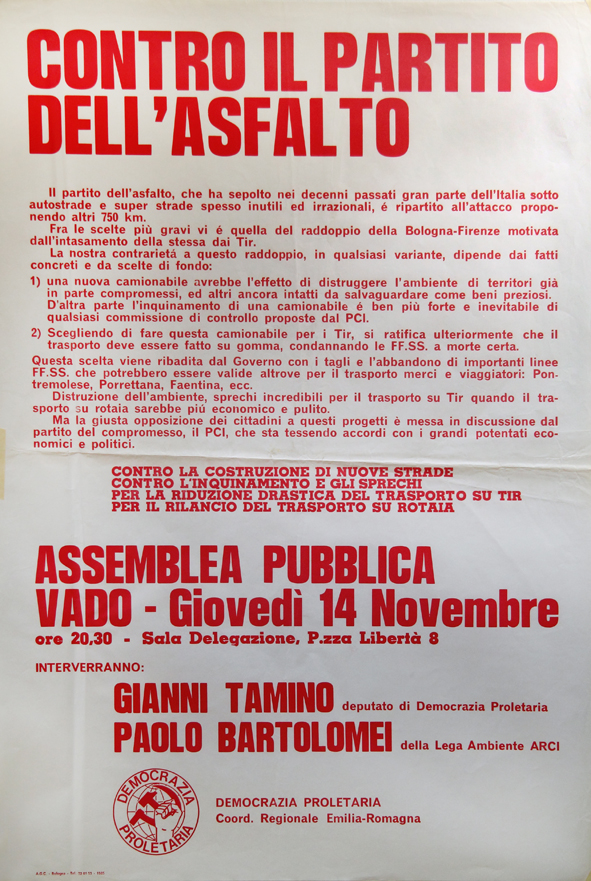 CONTRO IL PARTITO
DELL'ASFALTO
Il partito dell'asfalto, che ha sepolto nei decenni passati gran parte dell'Italia sotto
autostrade e super strade spesso inutili ed irrazionali, é ripartito all'attacco propo-
nendo altri 750 km.
Fra le scelte più gravi vi é quella del raddoppio della Bologna-Firenze motivata
dall'intasamento della stessa dai Tir.
La nostra contrarietá a questo raddoppio, in qualsiasi variante, dipende dai fatti
concreti e da scelte di fondo:
1) una nuova camionabile avrebbe l'effetto di distruggere l'ambiente di territori già
in parte compromessi, ed altri ancora intatti da salvaguardare come beni preziosi.
D'altra parte l'inquinamento di una camionabile é ben più forte e inevitabile di
qualsiasi commissione di controllo proposte dal PCI.
2) Scegliendo di fare questa camionabile per i Tir, si ratifica ulteriormente che il
trasporto deve essere fatto su gomma, condannando le FF.SS. a morte certa.
Questa scelta viene ribadita dal Governo con i tagli e l'abbandono di importanti linee
FF.SS. che potrebbero essere valide altrove per il trasporto merci e viaggiatori: Pon-
tremolese, Porrettana, Faentina, ecc.
Distruzione dell'ambiente, sprechi incredibili per il trasporto su Tir quando il tra-
sporto su rotaia sarebbe piú economico e pulito.
Ma la giusta opposizione dei cittadini a questi progetti è messa in discussione dal
partito del compromesso, il PCI, che sta tessendo accordi con i grandi potentati eco-
nomici e politici.
CONTRO LA COSTRUZIONE DI NUOVE STRADE
CONTRO L'INQUINAMENTO E GLI SPRECHI
PER LA RIDUZIONE DRASTICA DEL TRASPORTO SU TIR
PER IL RILANCIO DEL TRASPORTO SU ROTAIA
ASSEMBLEA PUBBLICA
VADO - Giovedì 14 Novembre
ore 20,30 - Sala Delegazione, P.zza Libertà 8
INTERVERRANNO:
GIANNI TAMINO deputato di Democrazia Proletaria
PAOLO BARTOLOMEI della Lega Ambiente ARCI
DEMOCRAZIA
PROLETARIA
DEMOCRAZIA PROLETARIA
Coord. Regionale Emilia-Romagna
Bologna